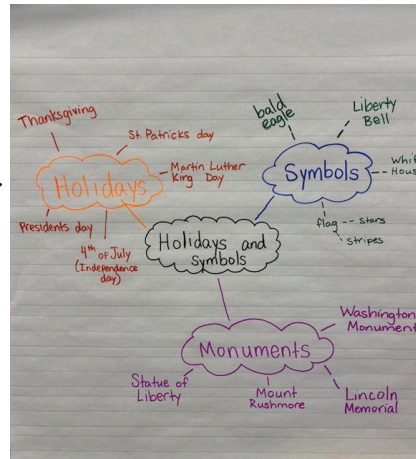 Thanksgiving
St. Patricks day
Martin Luther
King Day
Holidays
Presidents day
4th of July
(Independence
day)
bald
eagle
Liberty
Bell
Symbols
flag -- stars
stripes
Holidays and
symbols
Monuments
Washington
Monument
Statue of
Liberty
Mount
Rushmore
Lincoln
Memorial